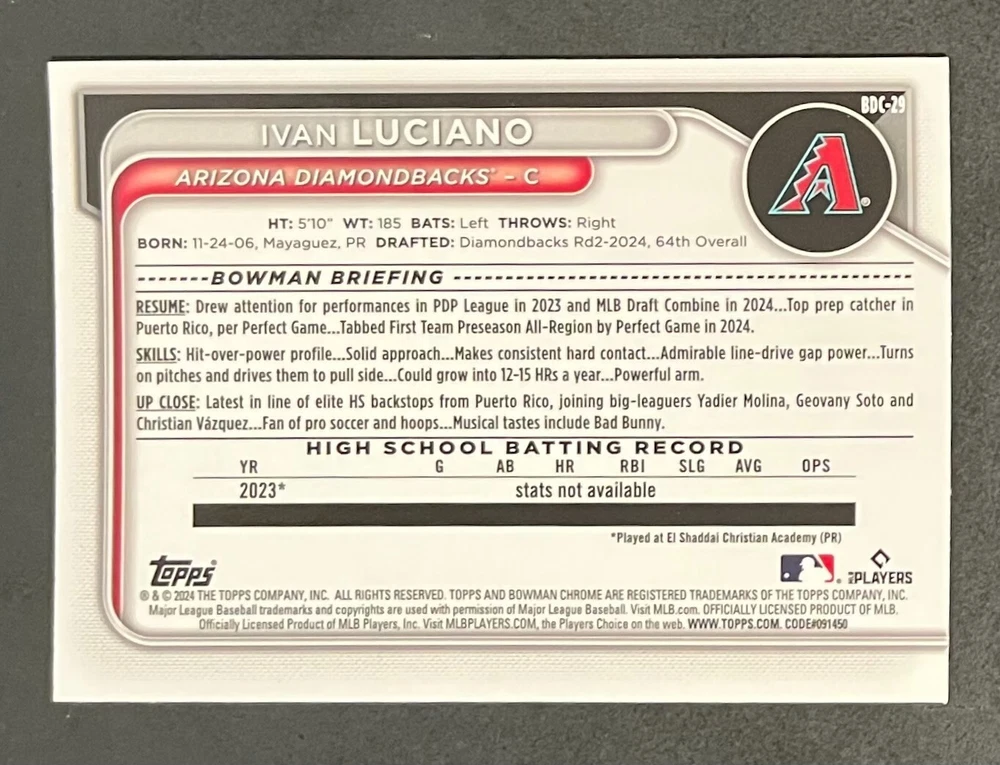 BDC-29
IVAN LUCIANO
ARIZONA DIAMONDBACKS® – C
A®
HT: 5'10" WT: 185 BATS: Left THROWS: Right
BORN: 11-24-06, Mayaguez, PR DRAFTED: Diamondbacks Rd2-2024, 64th Overall
BOWMAN BRIEFING
RESUME: Drew attention for performances in PDP League in 2023 and MLB Draft Combine in 2024...Top prep catcher in
Puerto Rico, per Perfect Game...Tabbed First Team Preseason All-Region by Perfect Game in 2024.
SKILLS: Hit-over-power profile...Solid approach...Makes consistent hard contact...Admirable line-drive gap power...Turns
on pitches and drives them to pull side...Could grow into 12-15 HRs a year...Powerful arm.
UP CLOSE: Latest in line of elite HS backstops from Puerto Rico, joining big-leaguers Yadier Molina, Geovany Soto and
Christian Vázquez...Fan of pro soccer and hoops...Musical tastes include Bad Bunny.
HIGH SCHOOL BATTING RECORD
YR G AB HR RBI SLG AVG OPS
2023* stats not available
*Played at El Shaddai Christian Academy (PR)
Topps® MLB PLAYERS
® & © 2024 THE TOPPS COMPANY, INC. ALL RIGHTS RESERVED. TOPPS AND BOWMAN CHROME ARE REGISTERED TRADEMARKS OF THE TOPPS COMPANY, INC.
Major League Baseball trademarks and copyrights are used with permission of Major League Baseball. Visit MLB.com. OFFICIALLY LICENSED PRODUCT OF MLB.
Officially Licensed Product of MLB Players, Inc. Visit MLBPLAYERS.COM, the Players Choice on the web. WWW.TOPPS.COM. CODE#091450